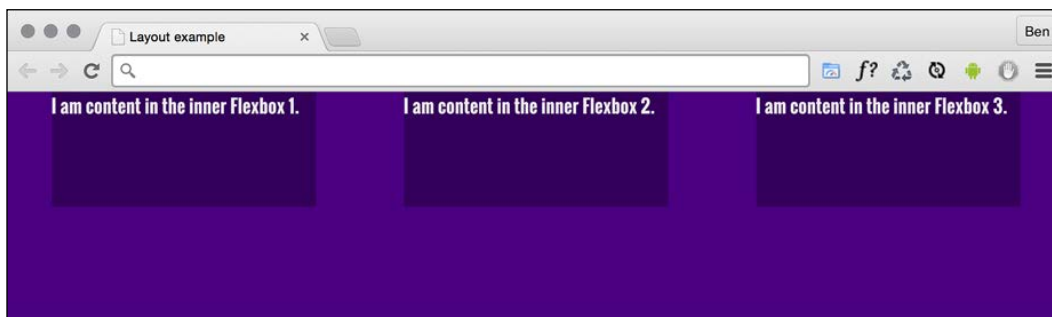 Layout example
Ben
f?
I am content in the inner Flexbox 1.
I am content in the inner Flexbox 2.
I am content in the inner Flexbox 3.